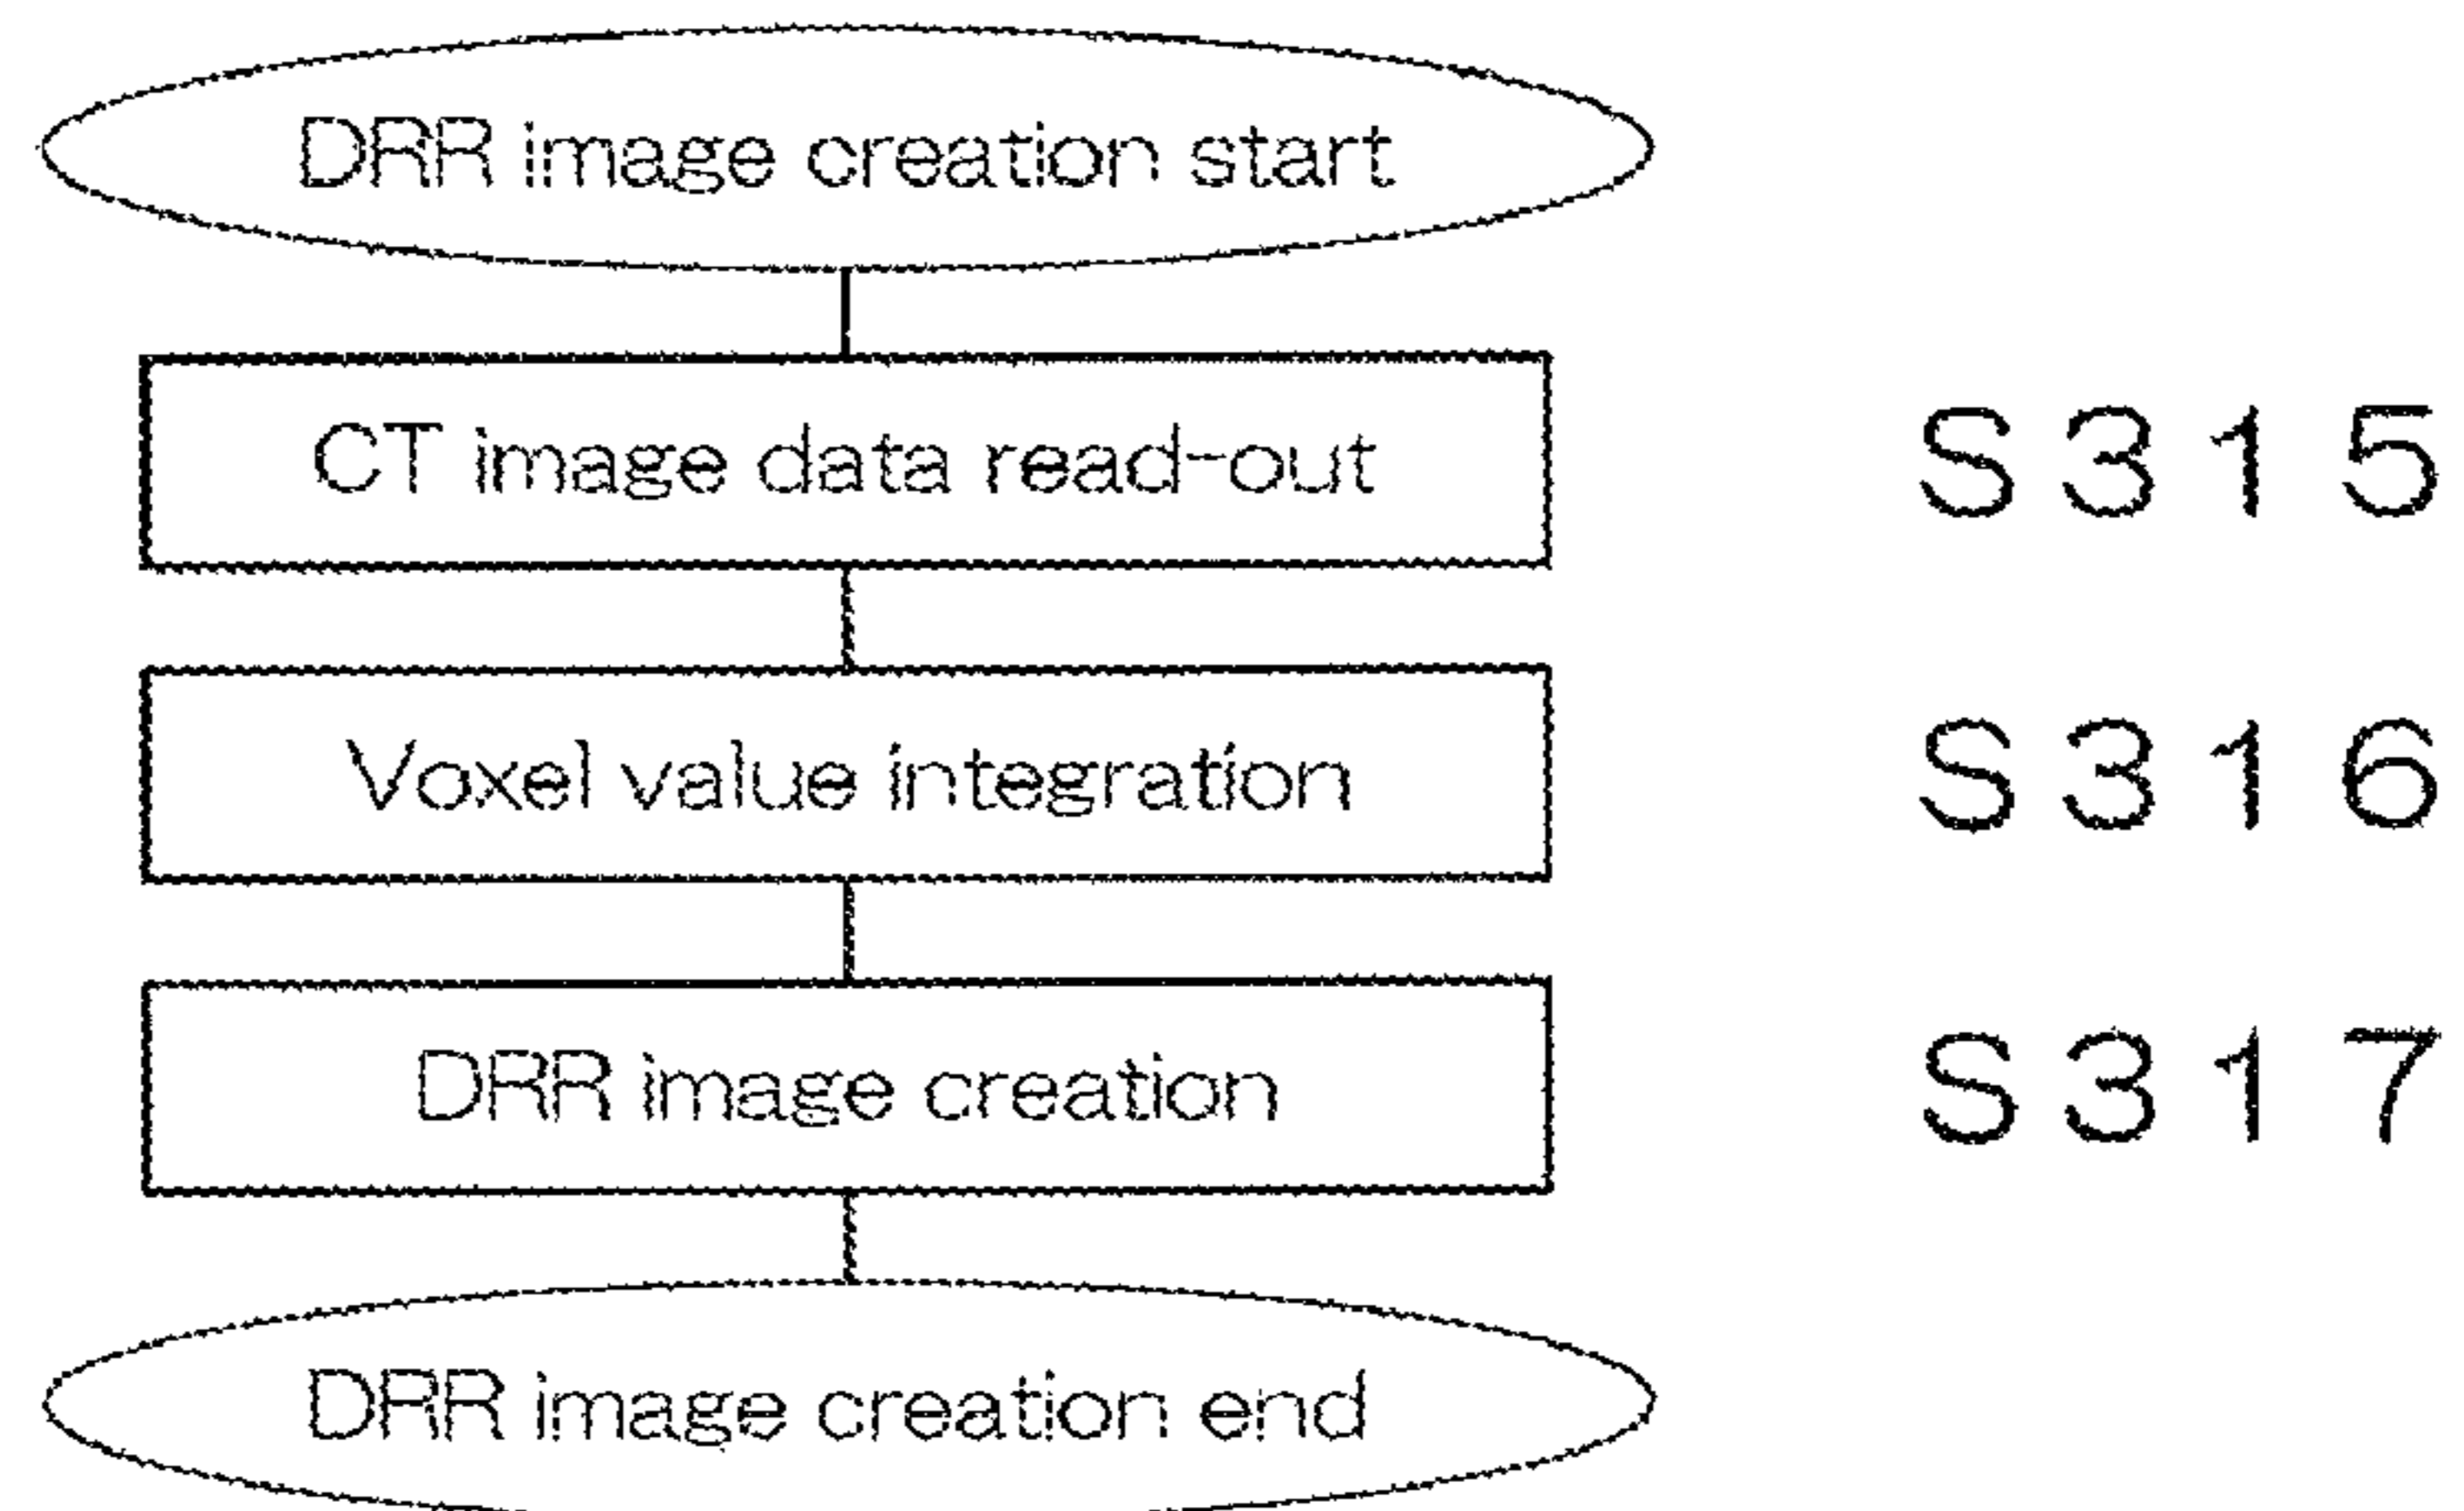 DRR image creation start
CT image data read-out S315
Voxel value integration S316
DRR image creation S317
DRR image creation end